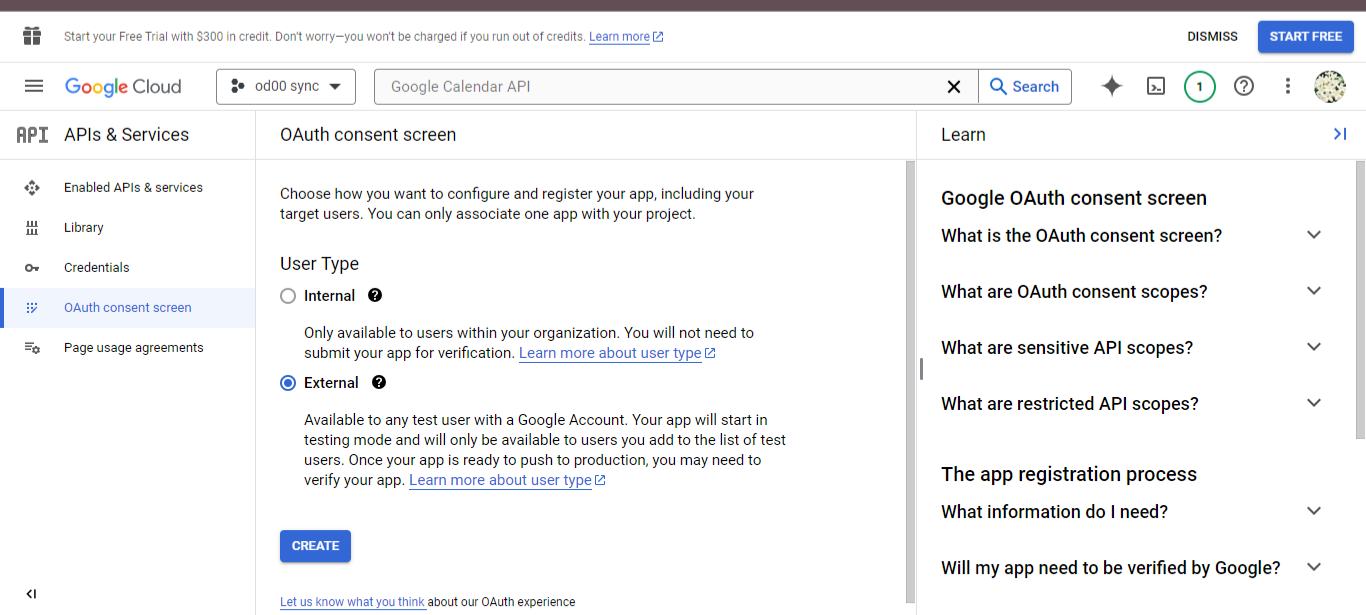 Start your Free Trial with $300 in credit. Don't worry—you won't be charged if you run out of credits. Learn more
DISMISS
START FREE
Google Cloud
od00 sync
Google Calendar API
Search
1
API APIs & Services
Enabled APIs & services
Library
Credentials
OAuth consent screen
Page usage agreements
OAuth consent screen
Choose how you want to configure and register your app, including your
target users. You can only associate one app with your project.
User Type
Internal
Only available to users within your organization. You will not need to
submit your app for verification. Learn more about user type
External
Available to any test user with a Google Account. Your app will start in
testing mode and will only be available to users you add to the list of test
users. Once your app is ready to push to production, you may need to
verify your app. Learn more about user type
CREATE
Let us know what you think about our OAuth experience
Learn
Google OAuth consent screen
What is the OAuth consent screen?
What are OAuth consent scopes?
What are sensitive API scopes?
What are restricted API scopes?
The app registration process
What information do I need?
Will my app need to be verified by Google?